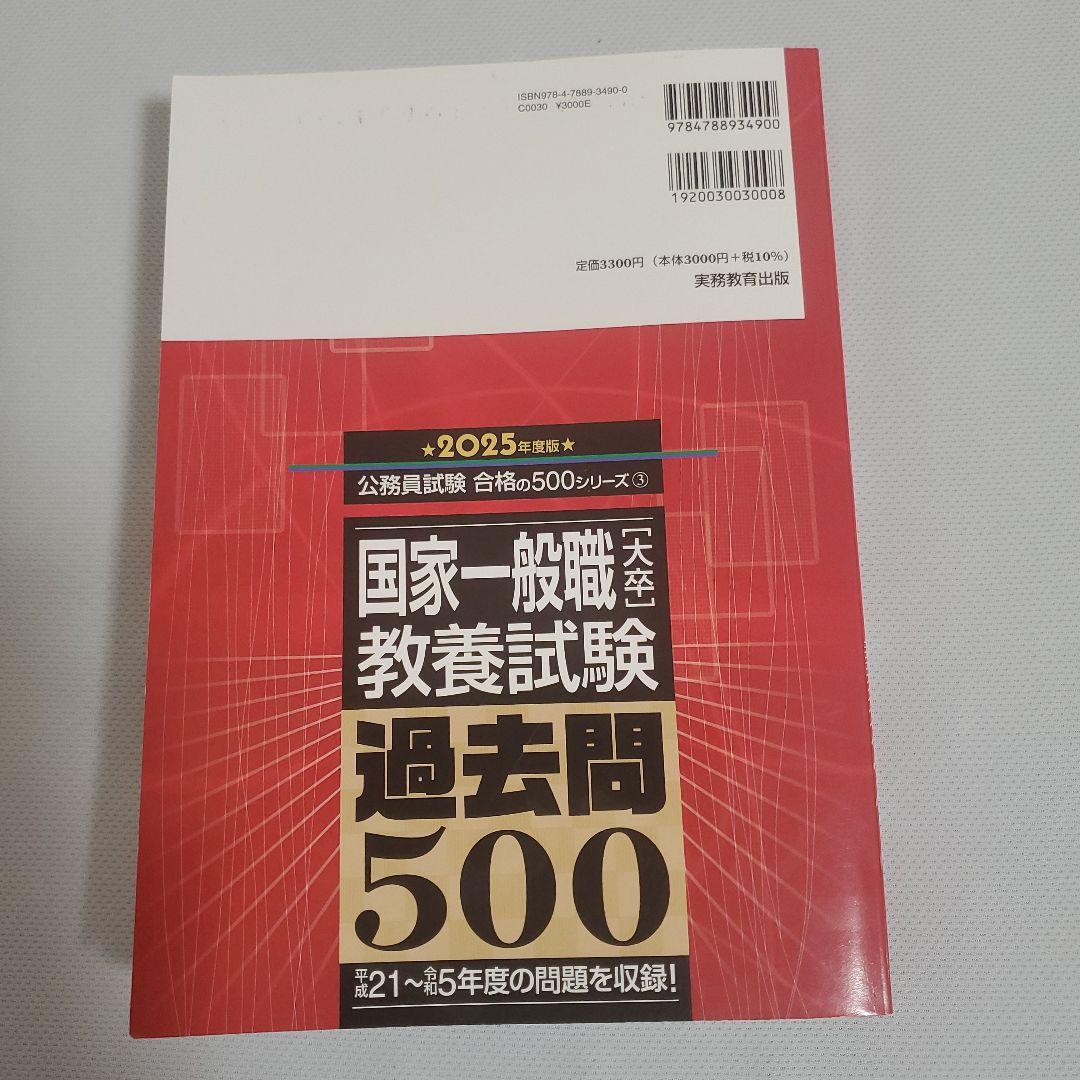 ISBN978-4-7889-3490-0
C0030 ¥3000E
9784788934900
1920030030008
定価3300円（本体3000円＋税10％）
実務教育出版
★2025年度版★
公務員試験 合格の500シリーズ③
国家一般職［大卒］
教養試験
過去問
500
平成21～令和5年度の問題を収録！